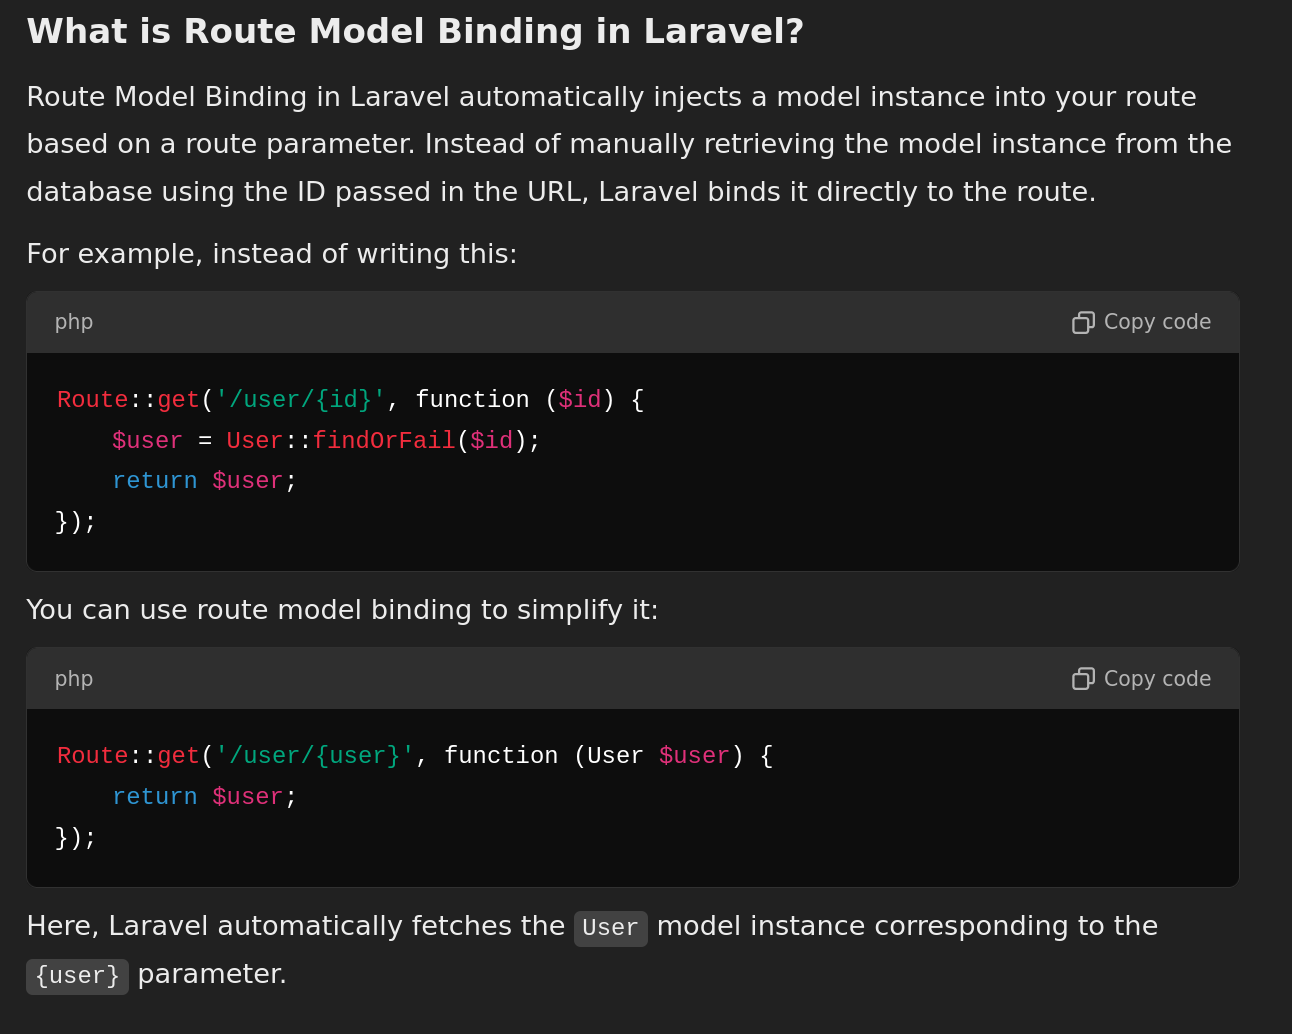 What is Route Model Binding in Laravel?
Route Model Binding in Laravel automatically injects a model instance into your route
based on a route parameter. Instead of manually retrieving the model instance from the
database using the ID passed in the URL, Laravel binds it directly to the route.
For example, instead of writing this:
php Copy code
Route::get('/user/{id}', function ($id) {
    $user = User::findOrFail($id);
    return $user;
});
You can use route model binding to simplify it:
php Copy code
Route::get('/user/{user}', function (User $user) {
    return $user;
});
Here, Laravel automatically fetches the User model instance corresponding to the
{user} parameter.